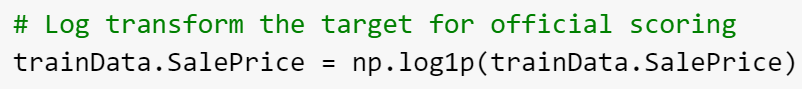 # Log transform the target for official scoring
trainData.SalePrice = np.log1p(trainData.SalePrice)